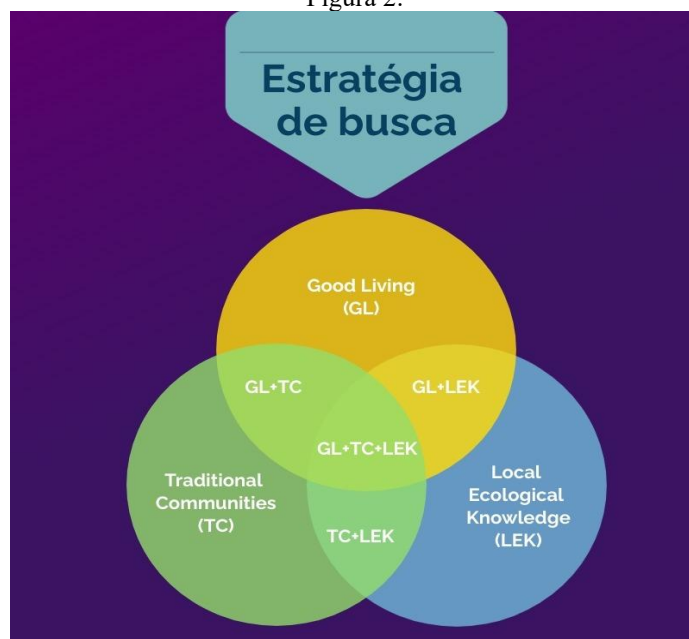 Figura 2:
Estratégia
de busca
Good Living
(GL)
GL+TC
GL+LEK
GL+TC+LEK
Traditional
Communities
(TC)
Local
Ecological
Knowledge
(LEK)
TC+LEK